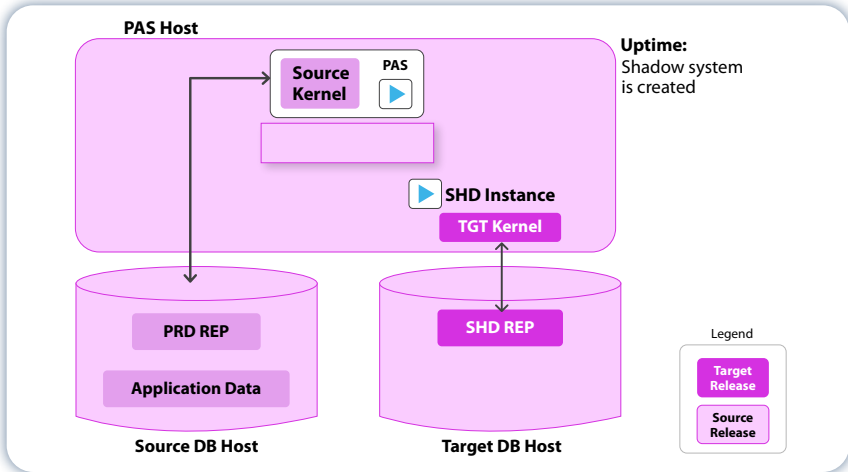 PAS Host
Uptime:
Shadow system
is created
Source
Kernel
PAS
SHD Instance
TGT Kernel
PRD REP
Application Data
SHD REP
Source DB Host
Target DB Host
Legend
Target
Release
Source
Release